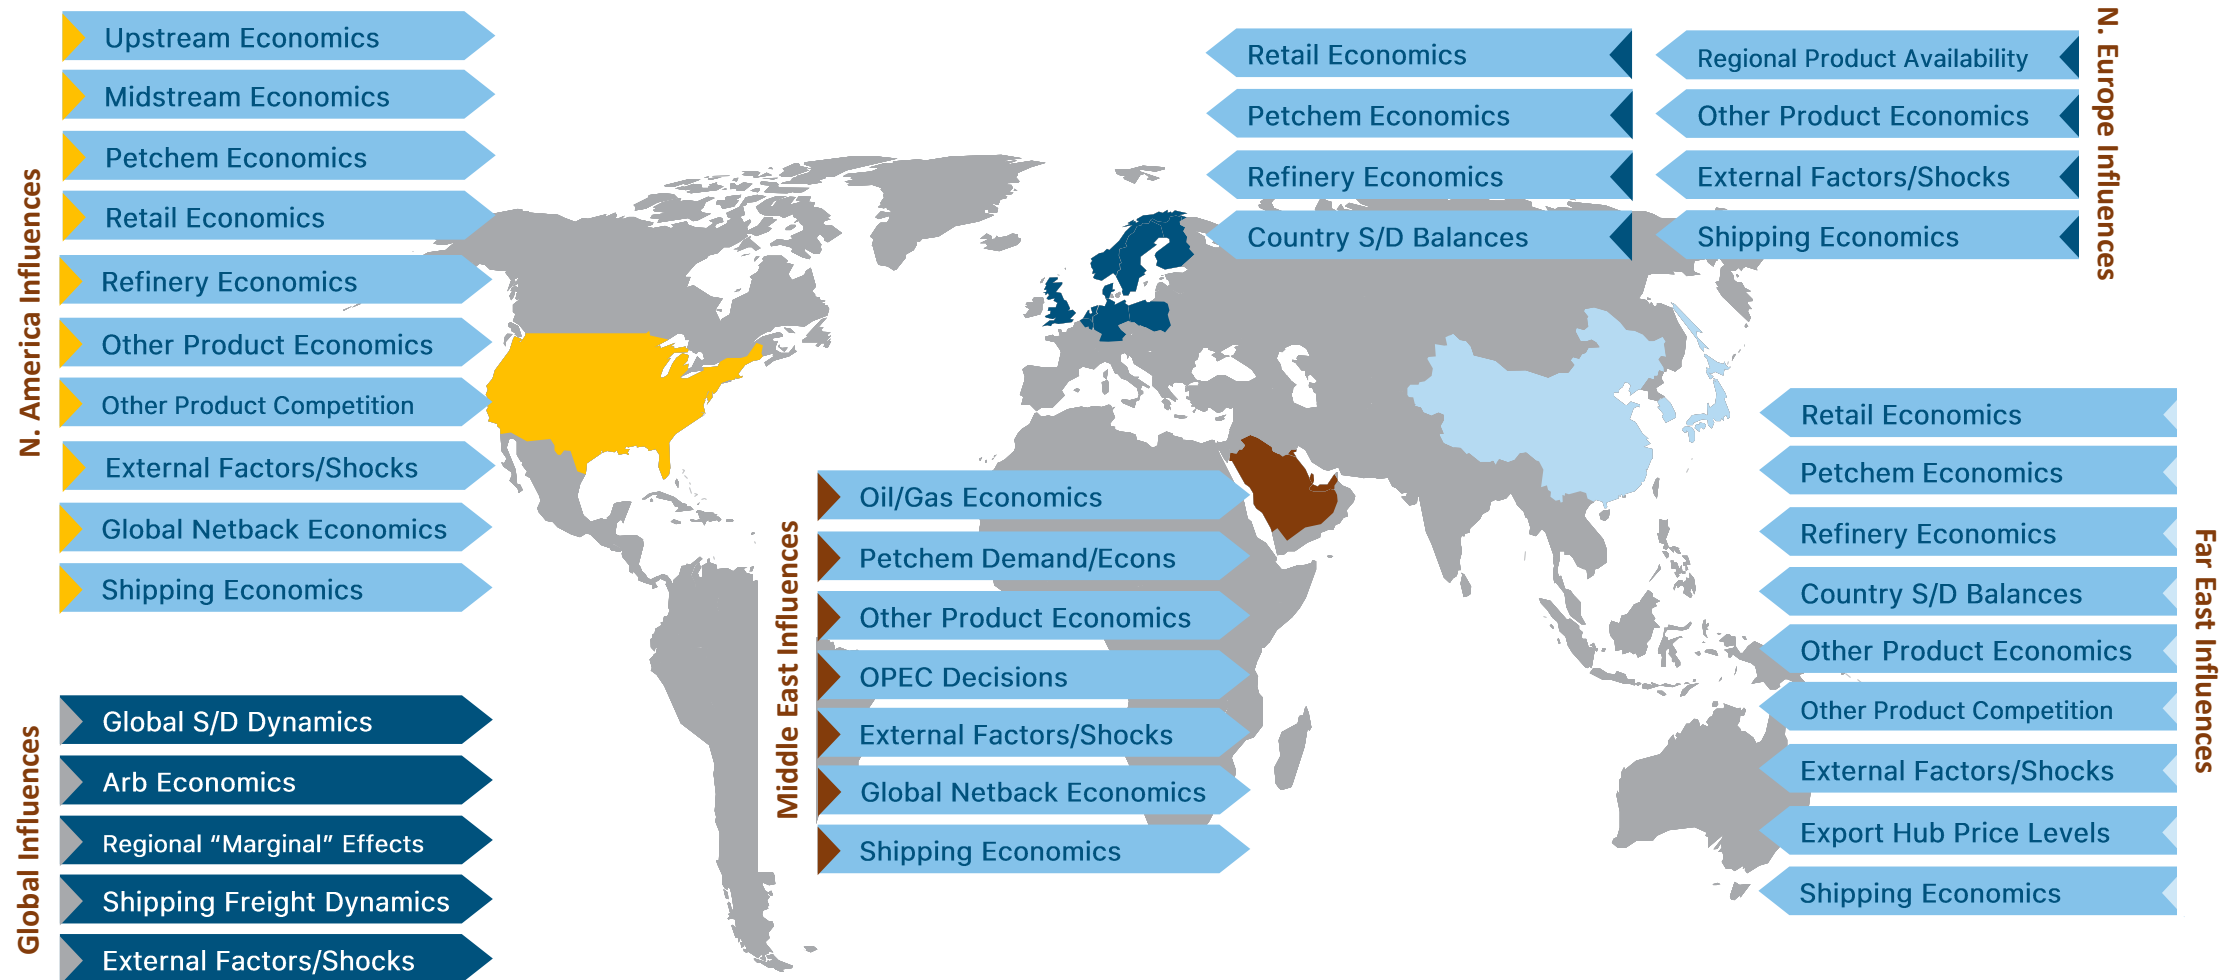 N. America Influences
Upstream Economics
Midstream Economics
Petchem Economics
Retail Economics
Refinery Economics
Other Product Economics
Other Product Competition
External Factors/Shocks
Global Netback Economics
Shipping Economics
Global Influences
Global S/D Dynamics
Arb Economics
Regional “Marginal” Effects
Shipping Freight Dynamics
External Factors/Shocks
Middle East Influences
Oil/Gas Economics
Petchem Demand/Econs
Other Product Economics
OPEC Decisions
External Factors/Shocks
Global Netback Economics
Shipping Economics
N. Europe Influences
Retail Economics
Petchem Economics
Refinery Economics
Country S/D Balances
Regional Product Availability
Other Product Economics
External Factors/Shocks
Shipping Economics
Far East Influences
Retail Economics
Petchem Economics
Refinery Economics
Country S/D Balances
Other Product Economics
Other Product Competition
External Factors/Shocks
Export Hub Price Levels
Shipping Economics